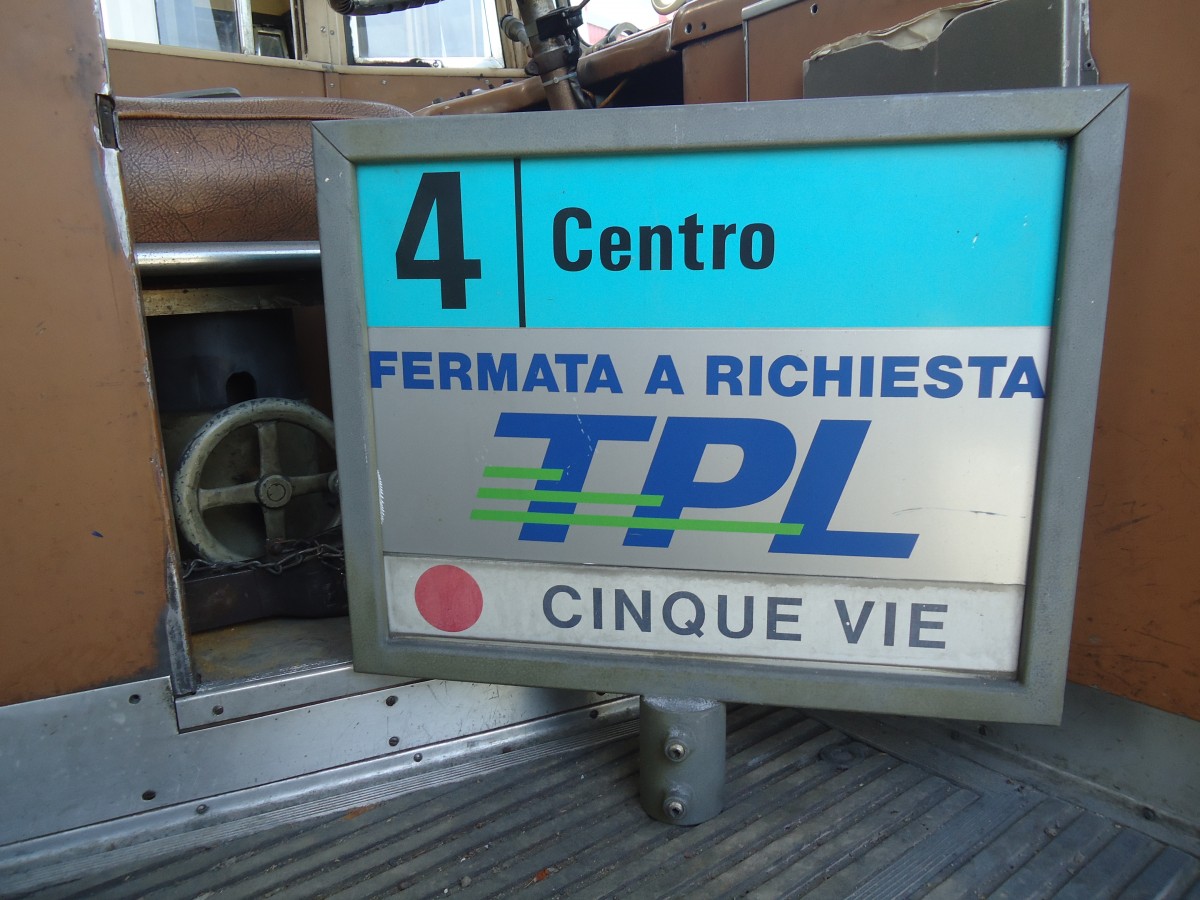 4 Centro
FERMATA A RICHIESTA
TPL
CINQUE VIE